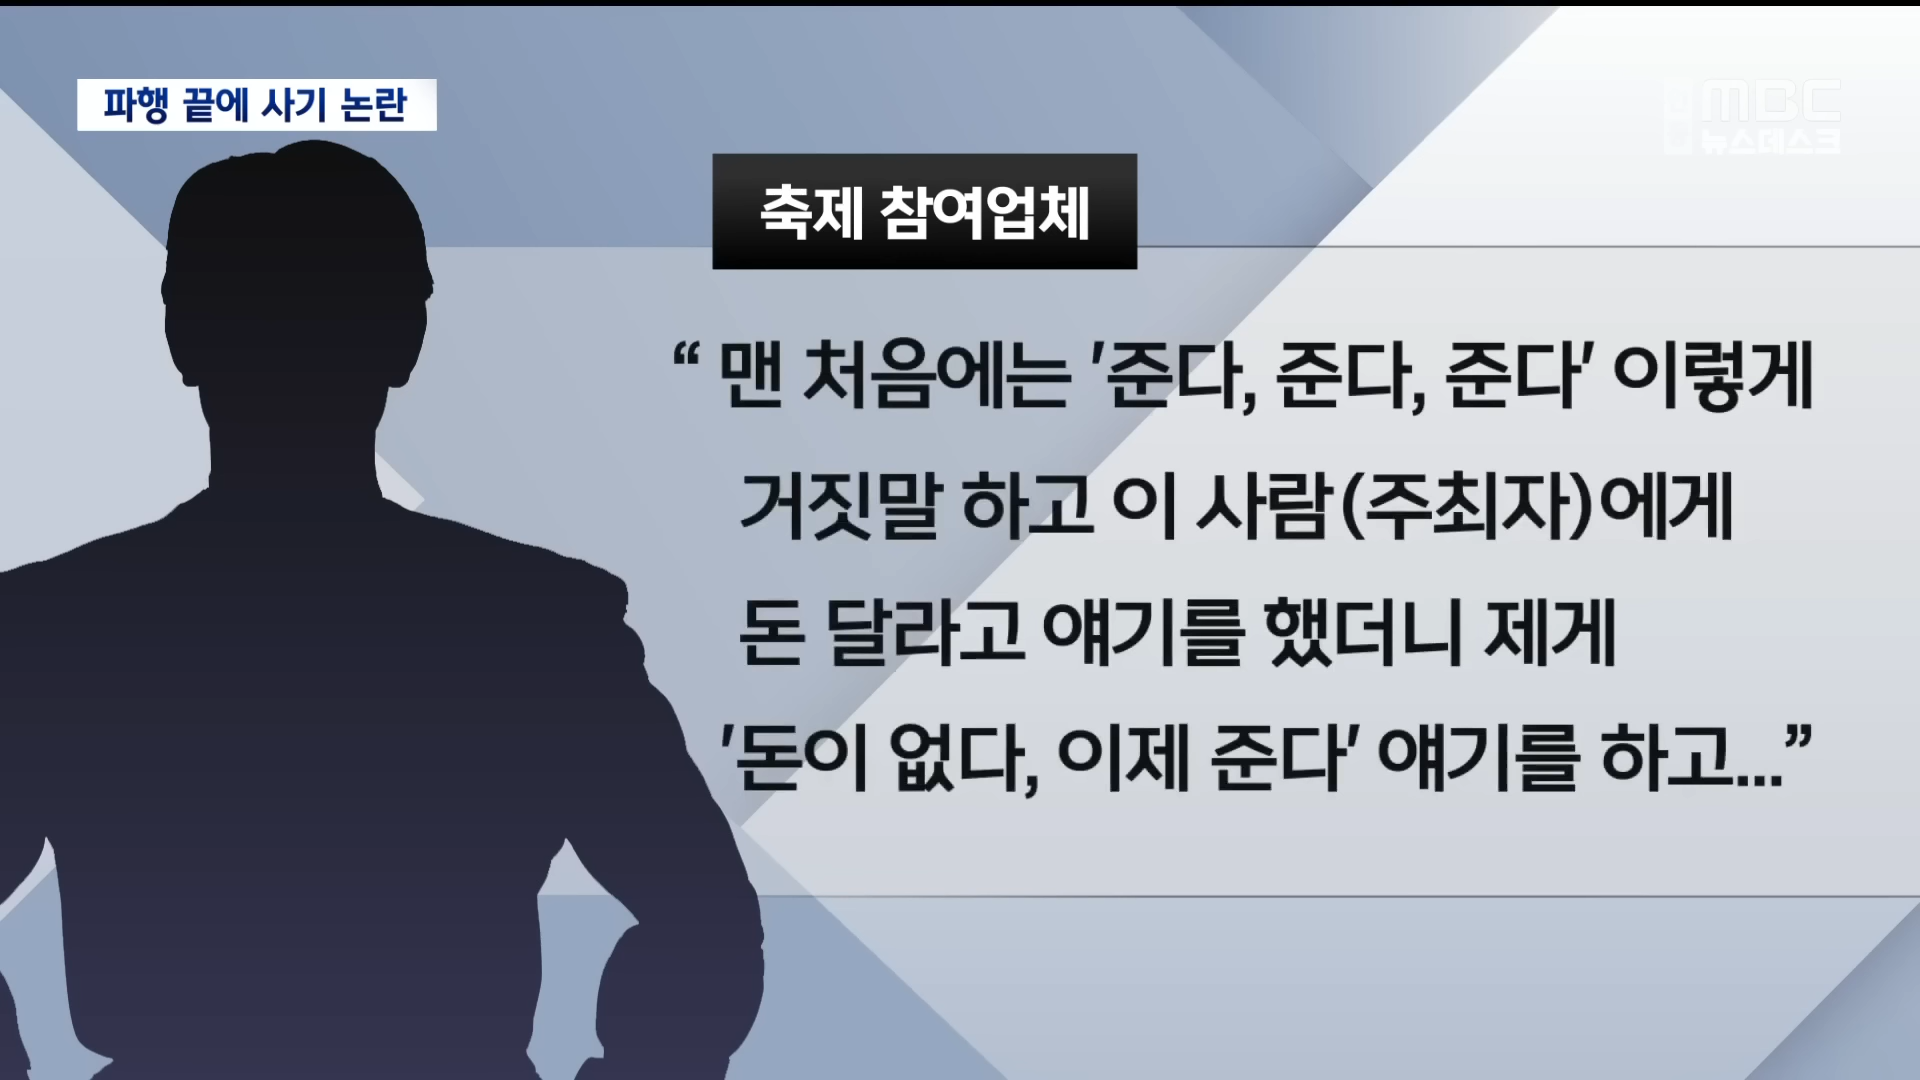 파행 끝에 사기 논란
MBC
뉴스데스크
축제 참여업체
“ 맨 처음에는 '준다, 준다, 준다' 이렇게
거짓말 하고 이 사람(주최자)에게
돈 달라고 얘기를 했더니 제게
'돈이 없다, 이제 준다' 얘기를 하고...”